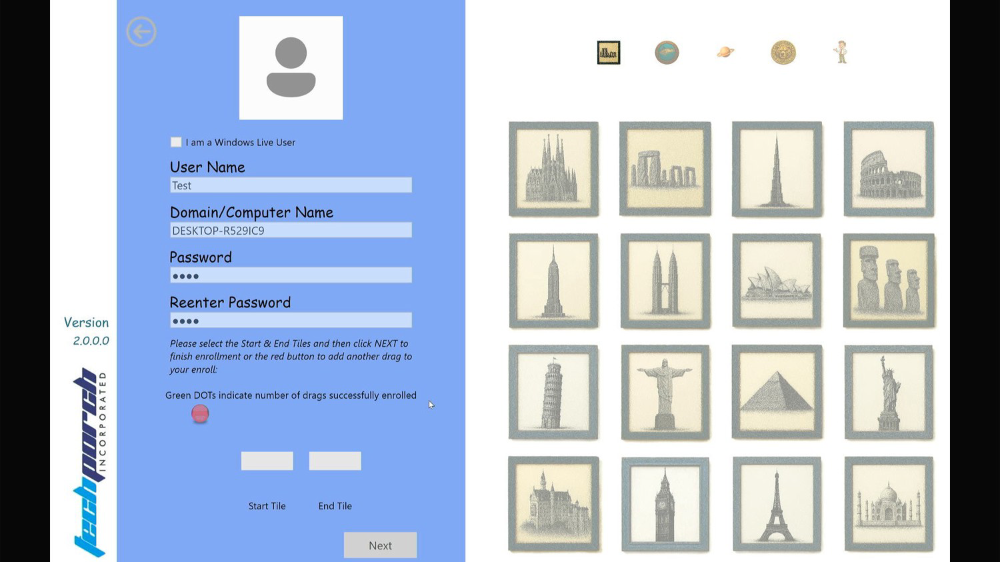 I am a Windows Live User
User Name
Test
Domain/Computer Name
DESKTOP-R529IC9
Password
Reenter Password
Please select the Start & End Tiles and then click NEXT to
finish enrollment or the red button to add another drag to
your enroll:
Green DOTs indicate number of drags successfully enrolled
Start Tile
End Tile
Next
Version
2.0.0.0
techporch
INCORPORATED